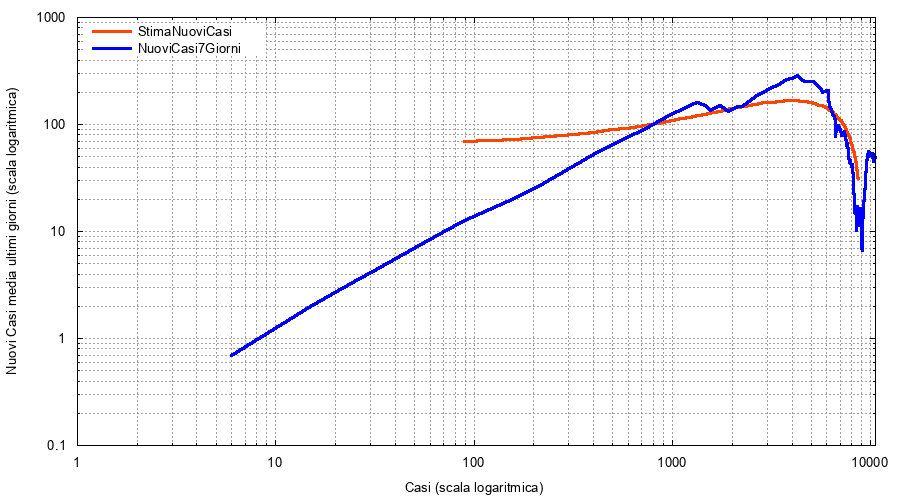 1000
StimaNuoviCasi
NuoviCasi7Giorni
100
10
1
0.1
Nuovi Casi media ultimi giorni (scala logaritmica)
1 10 100 1000 10000
Casi (scala logaritmica)